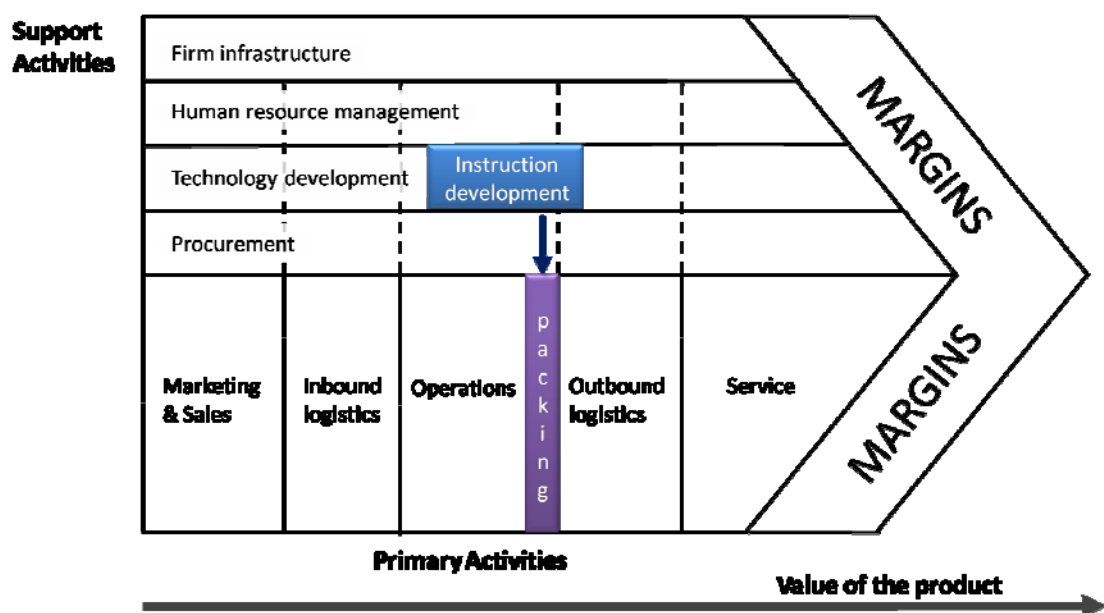 Support
Activities
Firm infrastructure
Human resource management
Technology development
Instruction
development
Procurement
MARGINS
packing
Marketing
& Sales
Inbound
logistics
Operations
Outbound
logistics
Service
MARGINS
Primary Activities
Value of the product